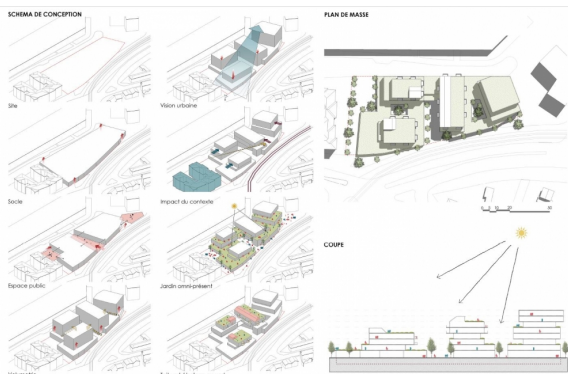 SCHEMA DE CONCEPTION
PLAN DE MASSE
Site
Vision urbaine
Socle
Impact du contexte
Espace public
Jardin omni-présent
COUPE